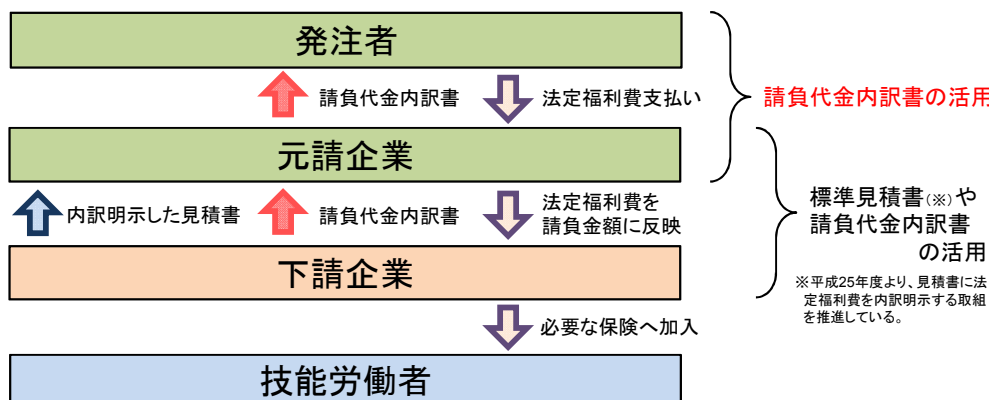 発注者
請負代金内訳書
法定福利費支払い
請負代金内訳書の活用
元請企業
内訳明示した見積書
請負代金内訳書
法定福利費を
請負金額に反映
標準見積書(※)や
請負代金内訳書
の活用
※平成25年度より、見積書に法
定福利費を内訳明示する取組
を推進している。
下請企業
必要な保険へ加入
技能労働者